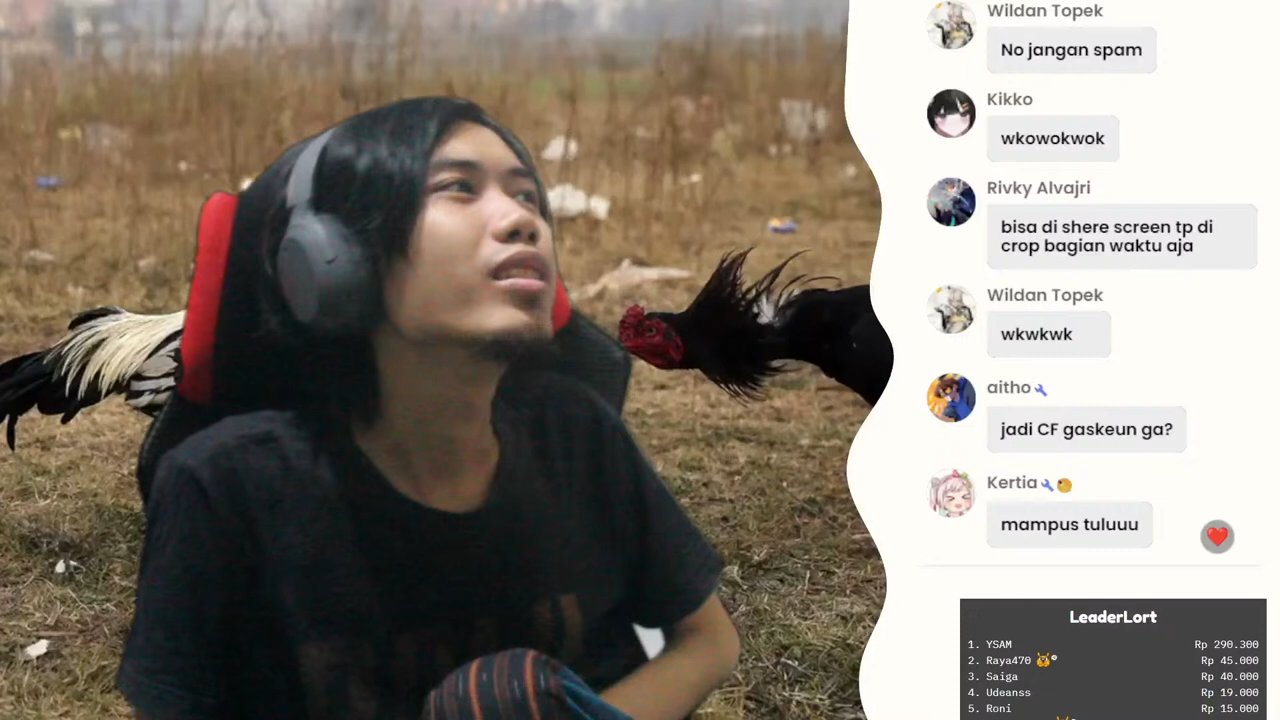 Wildan Topek
No jangan spam
Kikko
wkowokwok
Rivky Alvajri
bisa di shere screen tp di
crop bagian waktu aja
Wildan Topek
wkwkwk
aitho
jadi CF gaskeun ga?
Kertia
mampus tuluuu
LeaderLort
1. YSAM Rp 290.300
2. Raya470 Rp 45.000
3. Saiga Rp 40.000
4. Udeanss Rp 19.000
5. Roni Rp 15.000